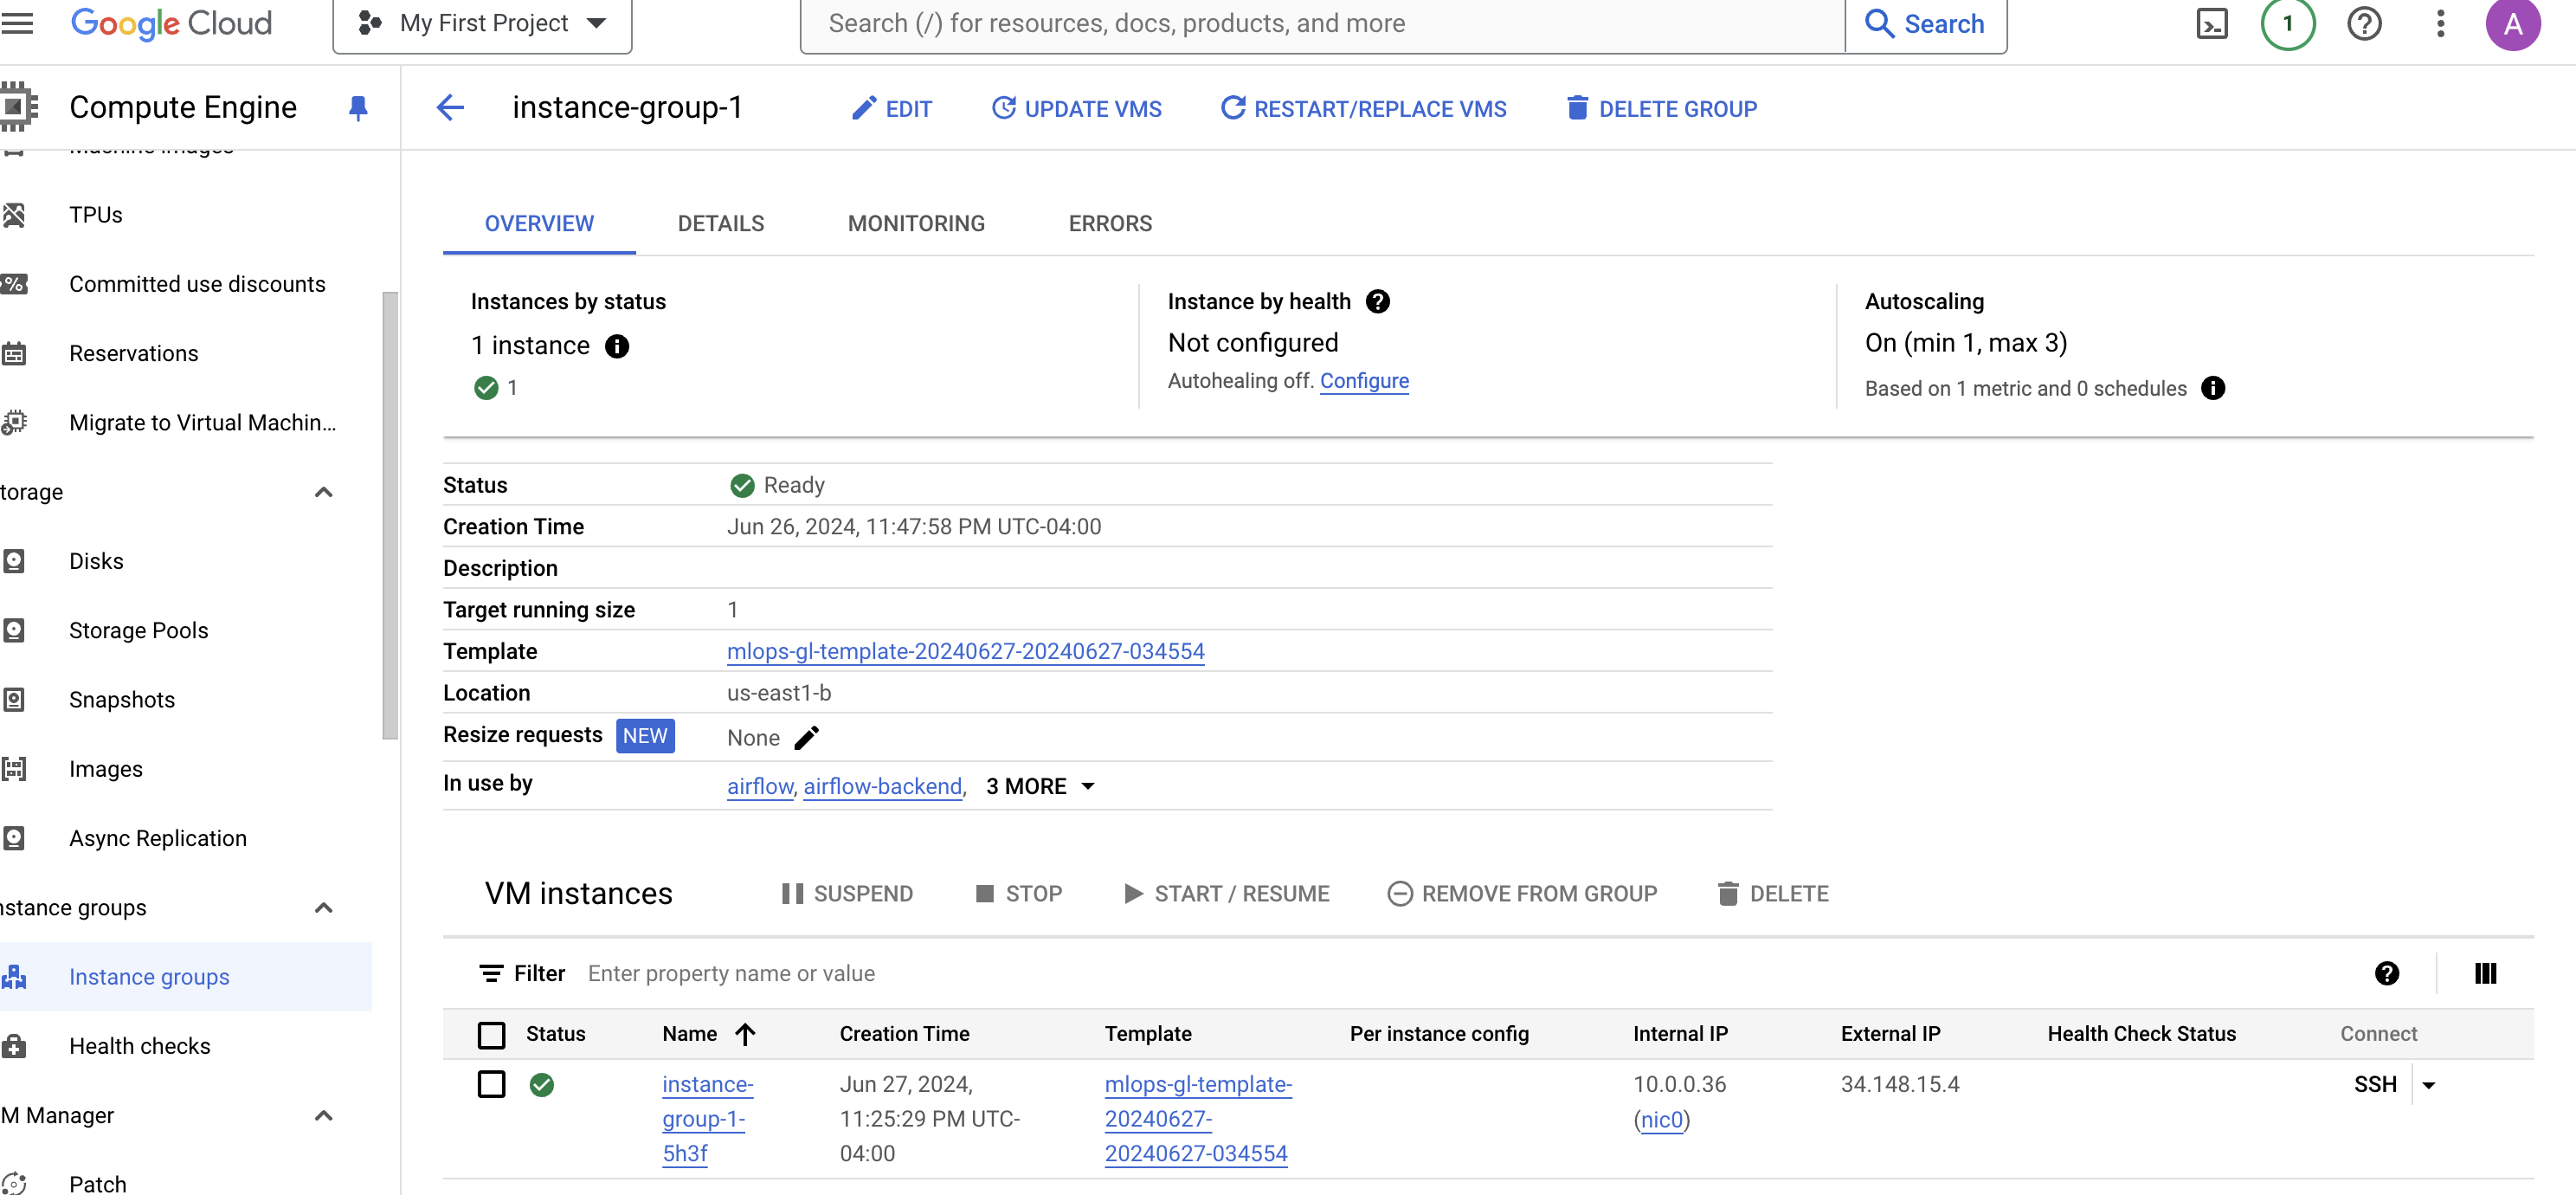 Google Cloud
My First Project
Search (/) for resources, docs, products, and more
Search
1
A
Compute Engine
instance-group-1
EDIT
UPDATE VMS
RESTART/REPLACE VMS
DELETE GROUP
Machine images
TPUs
Committed use discounts
Reservations
Migrate to Virtual Machin...
torage
Disks
Storage Pools
Snapshots
Images
Async Replication
nstance groups
Instance groups
Health checks
M Manager
Patch
OVERVIEW
DETAILS
MONITORING
ERRORS
Instances by status
1 instance
1
Instance by health
Not configured
Autohealing off. Configure
Autoscaling
On (min 1, max 3)
Based on 1 metric and 0 schedules
Status Ready
Creation Time Jun 26, 2024, 11:47:58 PM UTC-04:00
Description
Target running size 1
Template mlops-gl-template-20240627-20240627-034554
Location us-east1-b
Resize requests NEW None
In use by airflow, airflow-backend, 3 MORE
VM instances
SUSPEND
STOP
START / RESUME
REMOVE FROM GROUP
DELETE
Filter Enter property name or value
Status Name Creation Time Template Per instance config Internal IP External IP Health Check Status Connect
instance- Jun 27, 2024, mlops-gl-template- 10.0.0.36 34.148.15.4 SSH
group-1- 11:25:29 PM UTC- 20240627- (nic0)
5h3f 04:00 20240627-034554